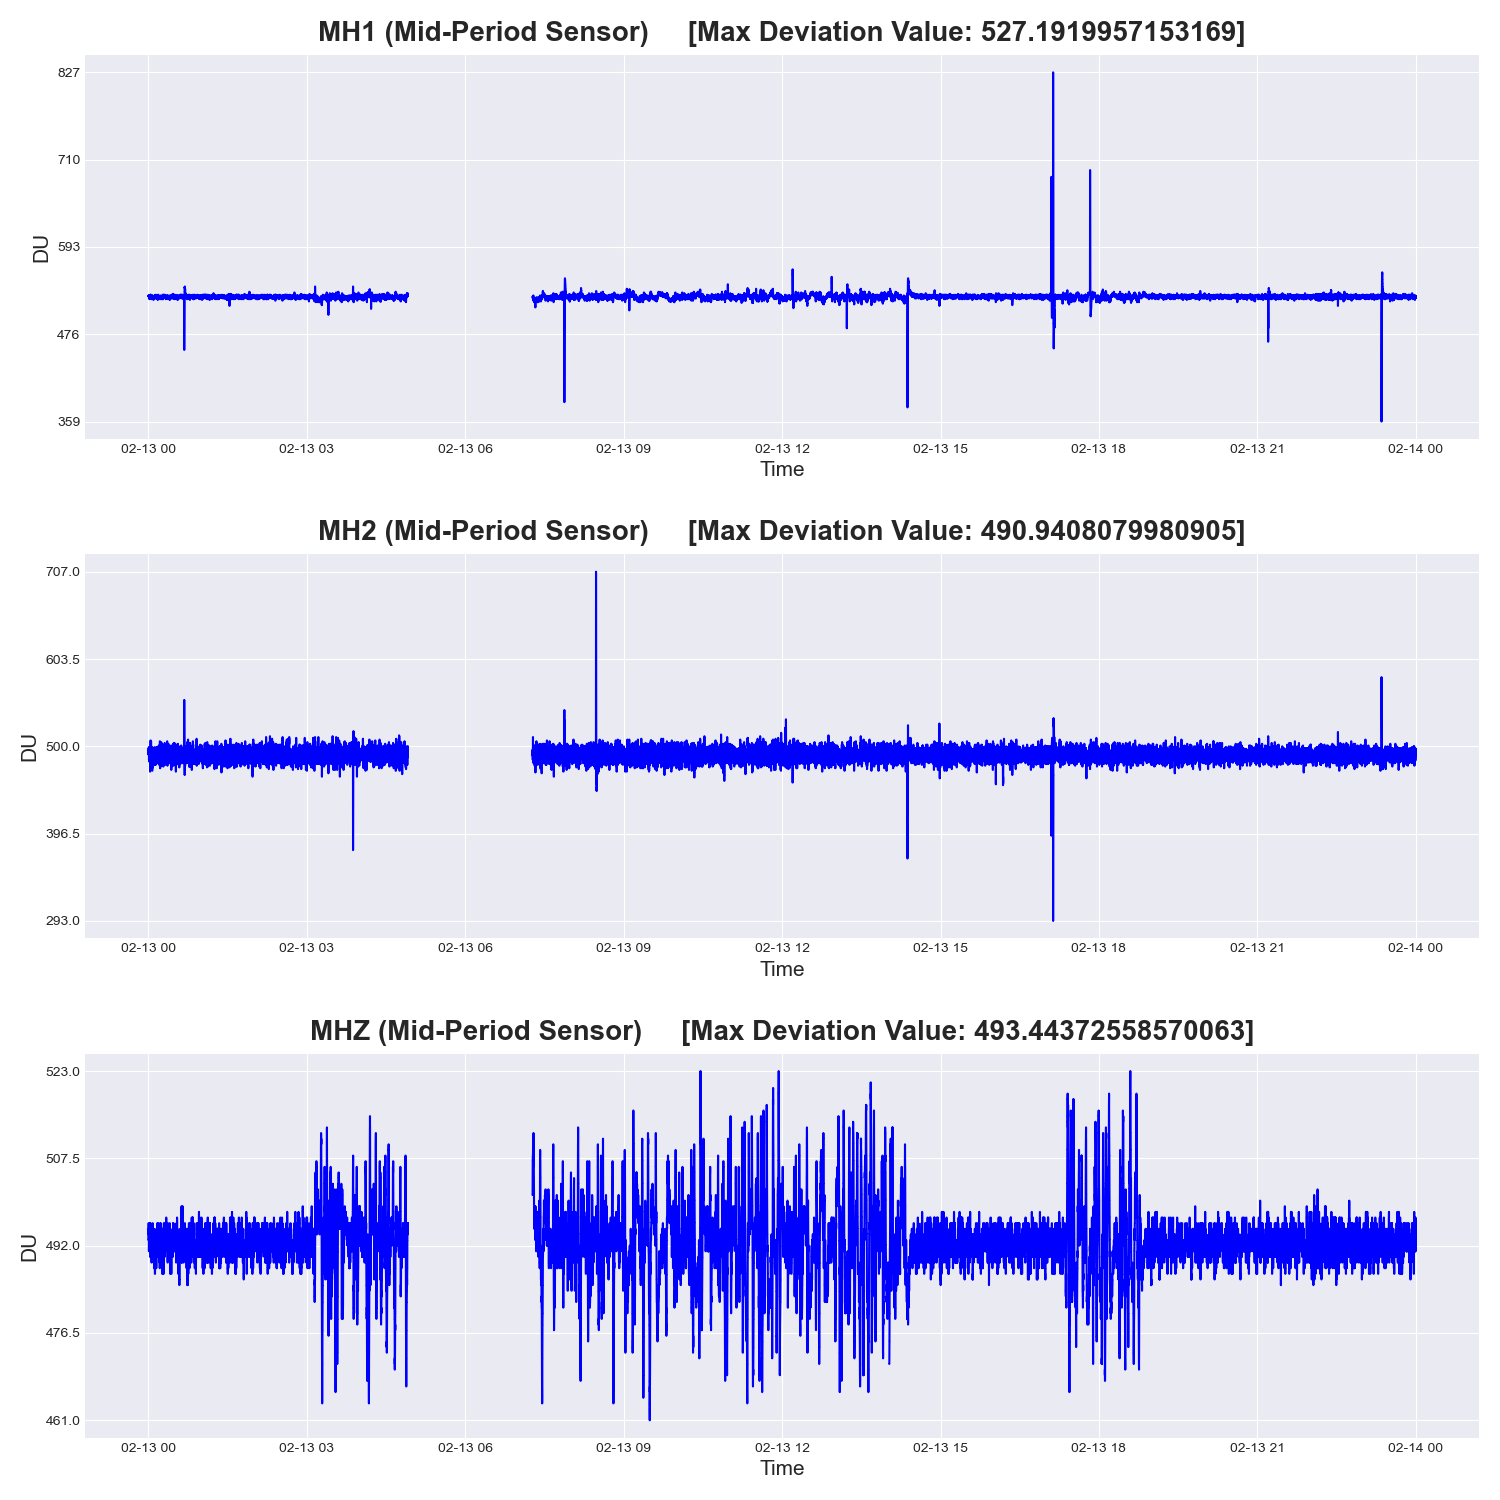 MH1 (Mid-Period Sensor) [Max Deviation Value: 527.1919957153169]
827
710
593
476
359
DU
02-13 00 02-13 03 02-13 06 02-13 09 02-13 12 02-13 15 02-13 18 02-13 21 02-14 00
Time
MH2 (Mid-Period Sensor) [Max Deviation Value: 490.9408079980905]
707.0
603.5
500.0
396.5
293.0
DU
02-13 00 02-13 03 02-13 06 02-13 09 02-13 12 02-13 15 02-13 18 02-13 21 02-14 00
Time
MHZ (Mid-Period Sensor) [Max Deviation Value: 493.44372558570063]
523.0
507.5
492.0
476.5
461.0
DU
02-13 00 02-13 03 02-13 06 02-13 09 02-13 12 02-13 15 02-13 18 02-13 21 02-14 00
Time